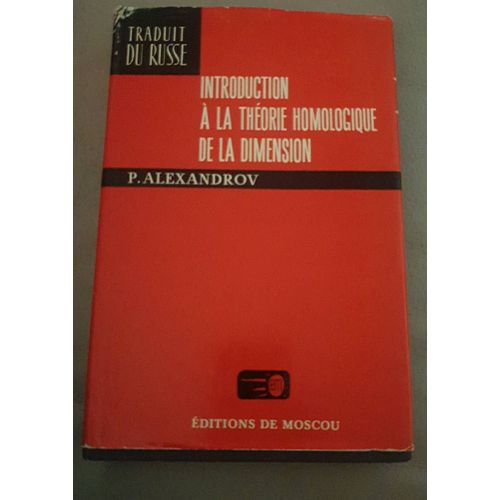 TRADUIT
DU RUSSE
INTRODUCTION
À LA THÉORIE HOMOLOGIQUE
DE LA DIMENSION
P. ALEXANDROV
ÉDITIONS DE MOSCOU